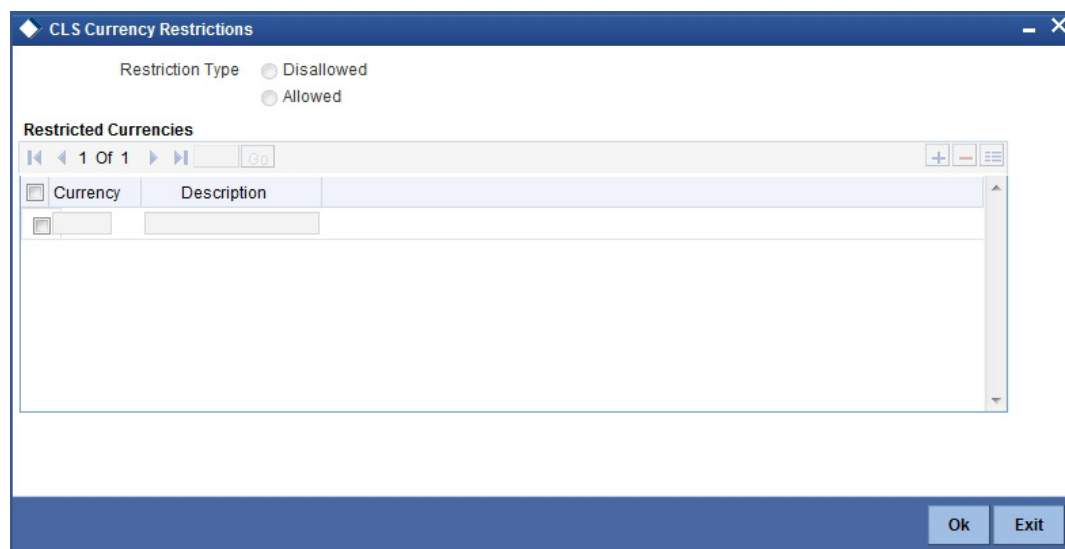 CLS Currency Restrictions
Restriction Type Disallowed
Allowed
Restricted Currencies
1 Of 1 Go
Currency Description
Ok Exit